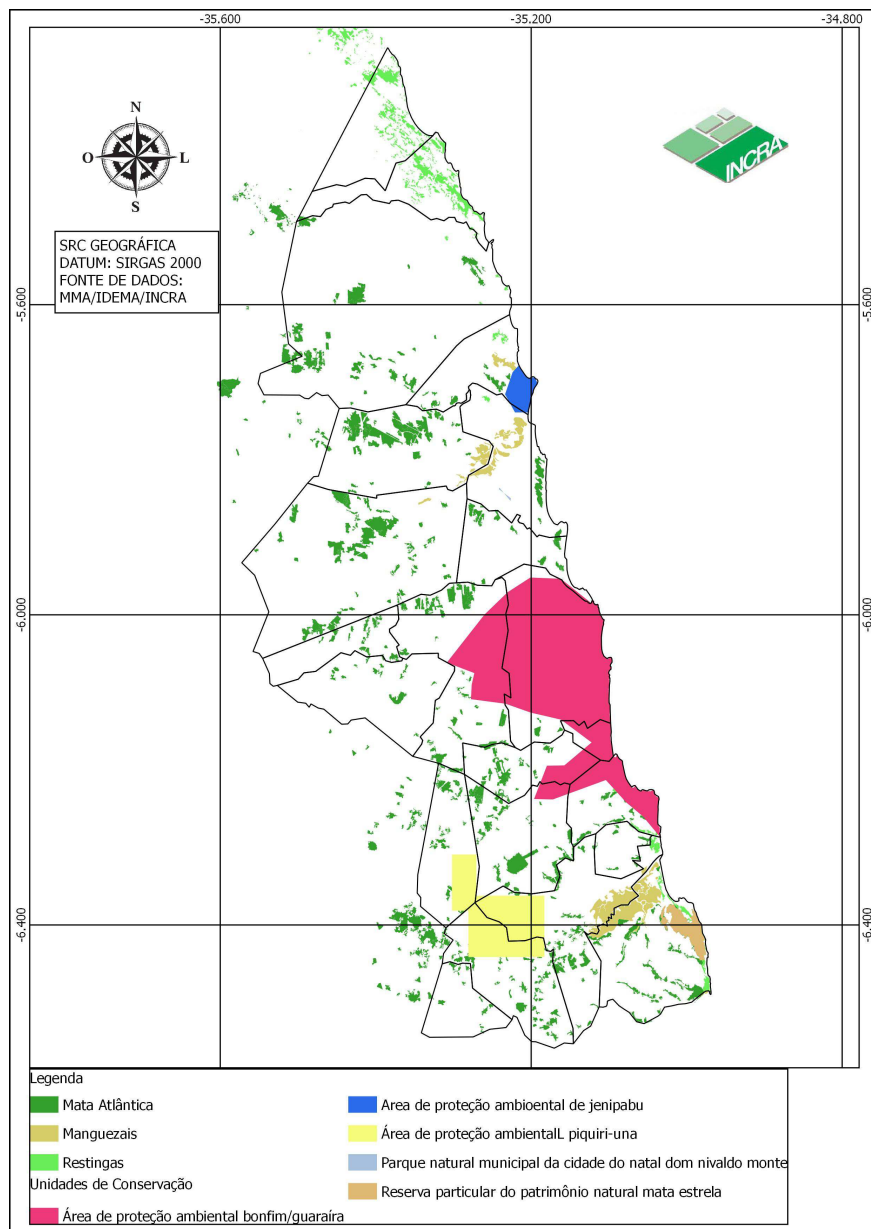 -35.600 -35.200 -34.800
N
O L
S
INCRA
SRC GEOGRÁFICA
DATUM: SIRGAS 2000
FONTE DE DADOS:
MMA/IDEMA/INCRA
-5.600 -5.600
-6.000 -6.000
-6.400 -6.400
Legenda
Mata Atlântica
Manguezais
Restingas
Unidades de Conservação
Área de proteção ambiental bonfim/guaraíra
Area de proteção ambioental de jenipabu
Área de proteção ambientalL piquiri-una
Parque natural municipal da cidade do natal dom nivaldo monte
Reserva particular do patrimônio natural mata estrela